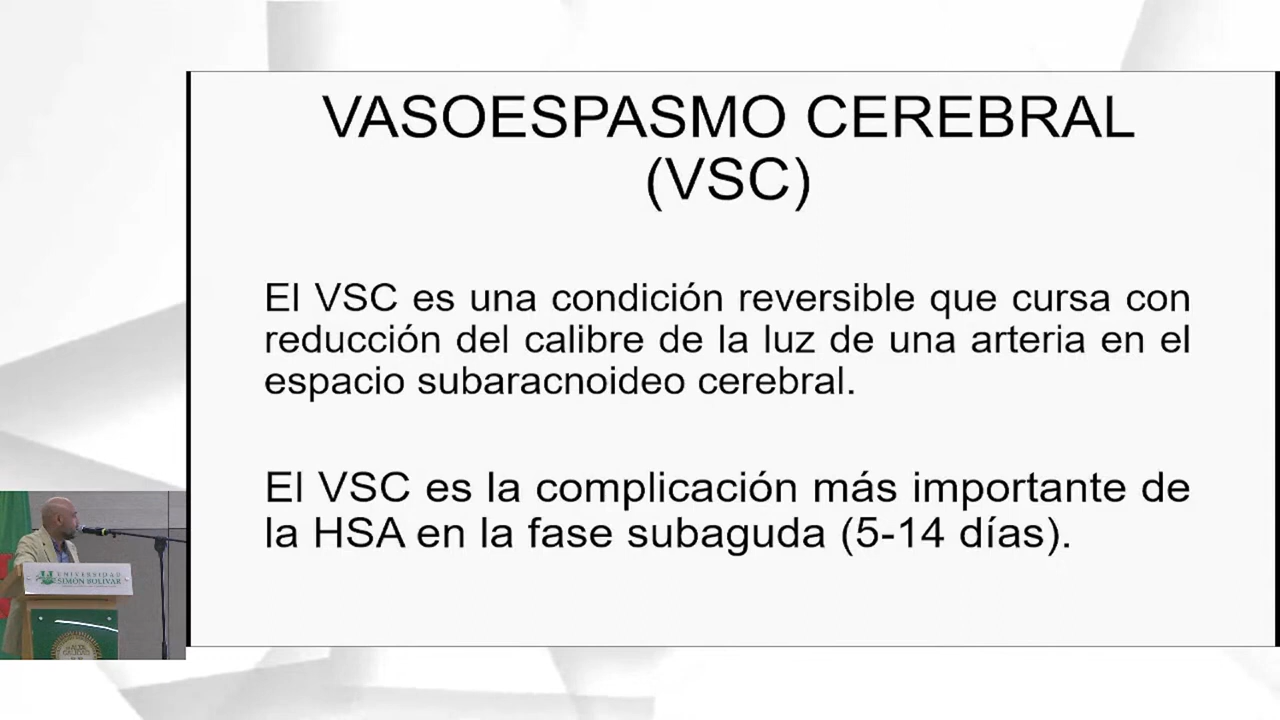 VASOESPASMO CEREBRAL
(VSC)
El VSC es una condición reversible que cursa con
reducción del calibre de la luz de una arteria en el
espacio subaracnoideo cerebral.
El VSC es la complicación más importante de
la HSA en la fase subaguda (5-14 días).
UNIVERSIDAD
SIMÓN BOLÍVAR